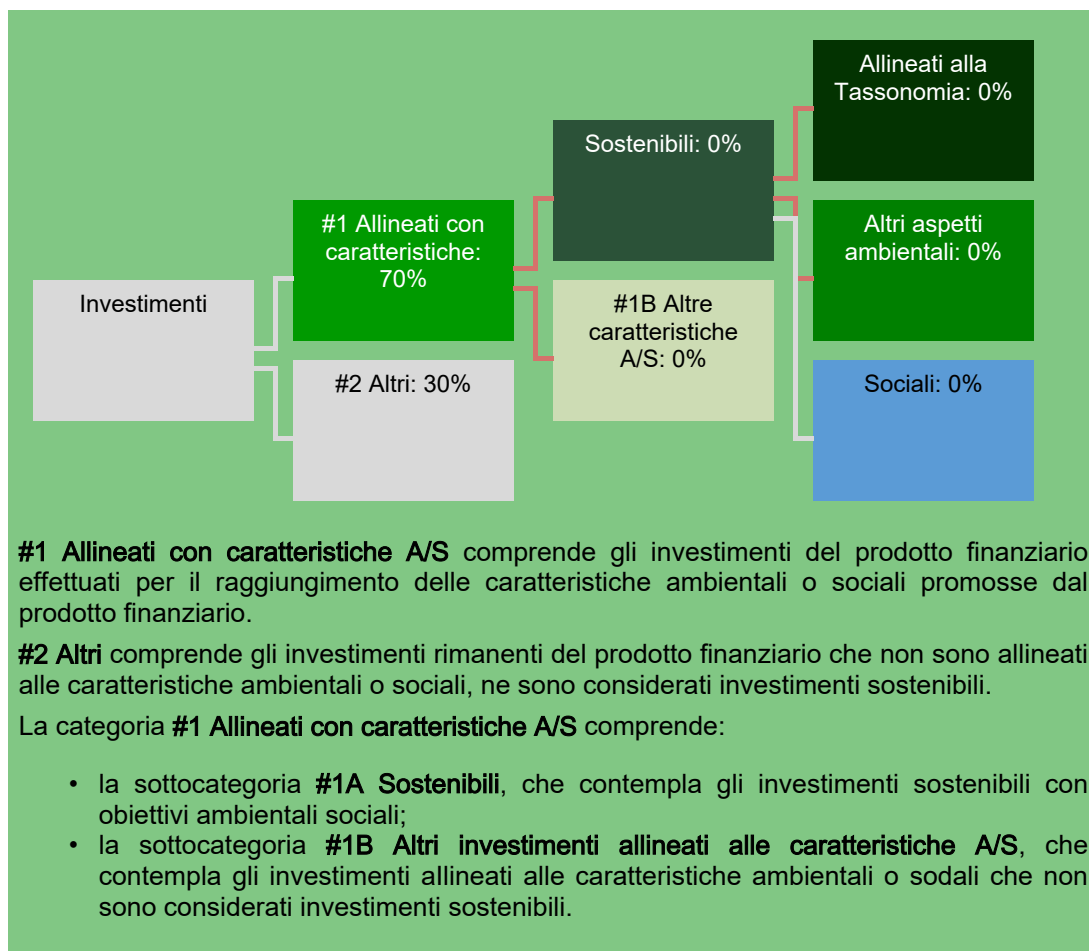 Investimenti
#1 Allineati con
caratteristiche:
70%
#2 Altri: 30%
Sostenibili: 0%
#1B Altre
caratteristiche
A/S: 0%
Allineati alla
Tassonomia: 0%
Altri aspetti
ambientali: 0%
Sociali: 0%
#1 Allineati con caratteristiche A/S comprende gli investimenti del prodotto finanziario
effettuati per il raggiungimento delle caratteristiche ambientali o sociali promosse dal
prodotto finanziario.
#2 Altri comprende gli investimenti rimanenti del prodotto finanziario che non sono allineati
alle caratteristiche ambientali o sociali, ne sono considerati investimenti sostenibili.
La categoria #1 Allineati con caratteristiche A/S comprende:
• la sottocategoria #1A Sostenibili, che contempla gli investimenti sostenibili con
obiettivi ambientali sociali;
• la sottocategoria #1B Altri investimenti allineati alle caratteristiche A/S, che
contempla gli investimenti allineati alle caratteristiche ambientali o sodali che non
sono considerati investimenti sostenibili.